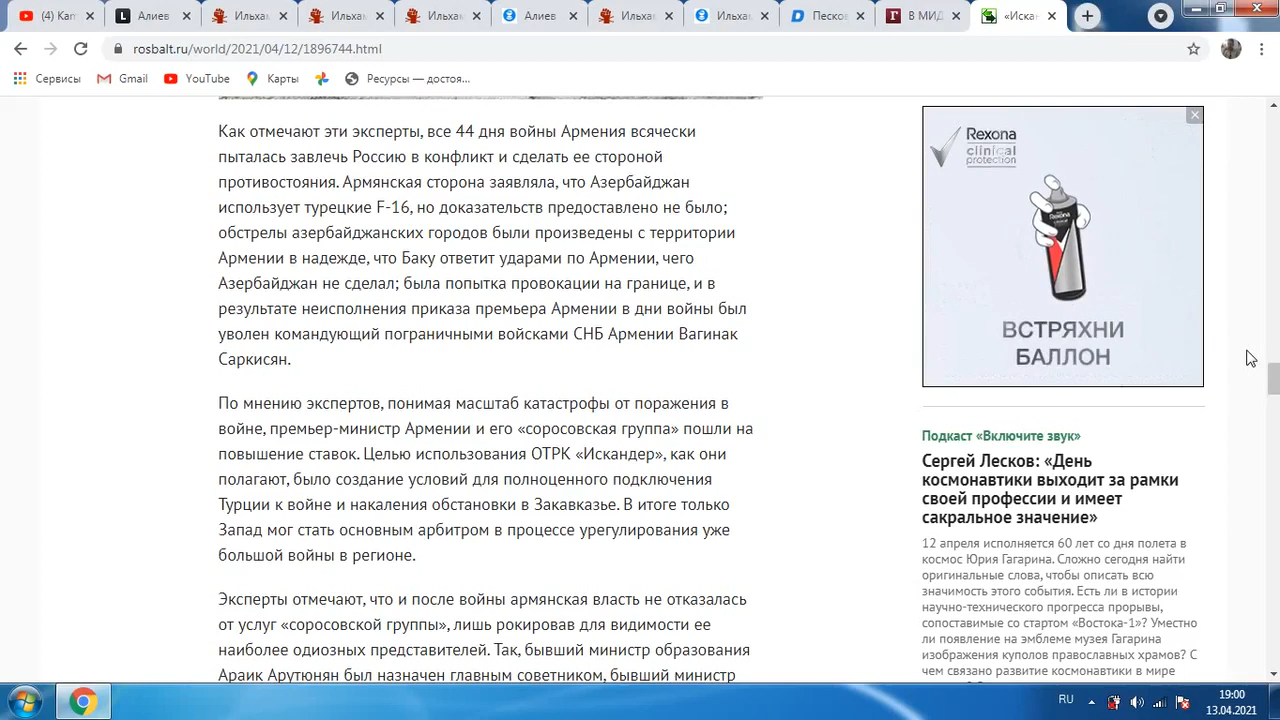 (4) Кам
Алиев
Ильхам
Ильхам
Ильхам
Алиев
Ильхам
Ильхам
Песков
В МИД
«Искан
rosbalt.ru/world/2021/04/12/1896744.html
Сервисы
Gmail
YouTube
Карты
Ресурсы — достоя...
Как отмечают эти эксперты, все 44 дня войны Армения всячески
пыталась завлечь Россию в конфликт и сделать ее стороной
противостояния. Армянская сторона заявляла, что Азербайджан
использует турецкие F-16, но доказательств предоставлено не было;
обстрелы азербайджанских городов были произведены с территории
Армении в надежде, что Баку ответит ударами по Армении, чего
Азербайджан не сделал; была попытка провокации на границе, и в
результате неисполнения приказа премьера Армении в дни войны был
уволен командующий пограничными войсками СНБ Армении Вагинак
Саркисян.
По мнению экспертов, понимая масштаб катастрофы от поражения в
войне, премьер-министр Армении и его «соросовская группа» пошли на
повышение ставок. Целью использования ОТРК «Искандер», как они
полагают, было создание условий для полноценного подключения
Турции к войне и накаления обстановки в Закавказье. В итоге только
Запад мог стать основным арбитром в процессе урегулирования уже
большой войны в регионе.
Эксперты отмечают, что и после войны армянская власть не отказалась
от услуг «соросовской группы», лишь рокировав для видимости ее
наиболее одиозных представителей. Так, бывший министр образования
Араик Арутюнян был назначен главным советником, бывший министр
Rexona
clinical
protection
Rexona
ВСТРЯХНИ
БАЛЛОН
Подкаст «Включите звук»
Сергей Лесков: «День
космонавтики выходит за рамки
своей профессии и имеет
сакральное значение»
12 апреля исполняется 60 лет со дня полета в
космос Юрия Гагарина. Сложно сегодня найти
оригинальные слова, чтобы описать всю
значимость этого события. Есть ли в истории
научно-технического прогресса прорывы,
сопоставимые со стартом «Востока-1»? Уместно
ли появление на эмблеме музея Гагарина
изображения куполов православных храмов? С
чем связано развитие космонавтики в мире
RU
19:00
13.04.2021